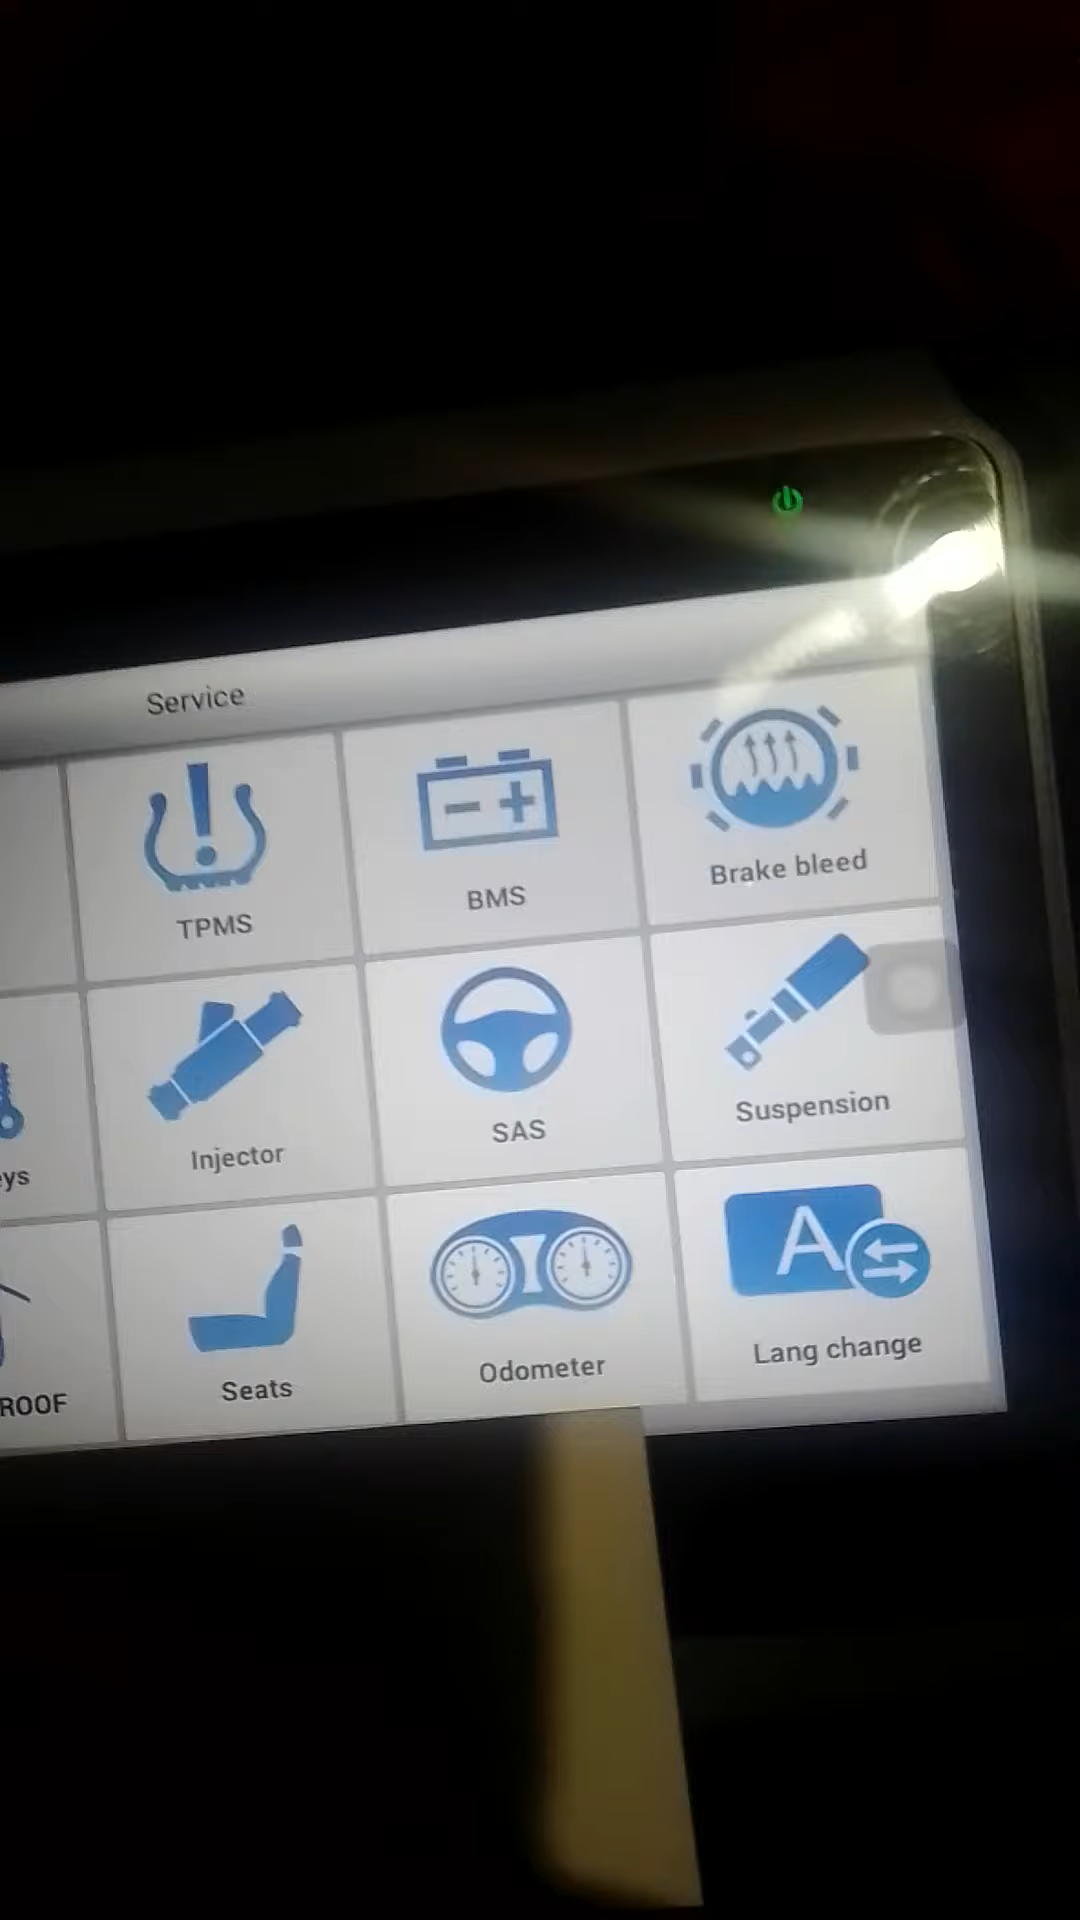 Service
TPMS
BMS
Brake bleed
Injector
SAS
Suspension
ys
ROOF
Seats
Odometer
A
Lang change